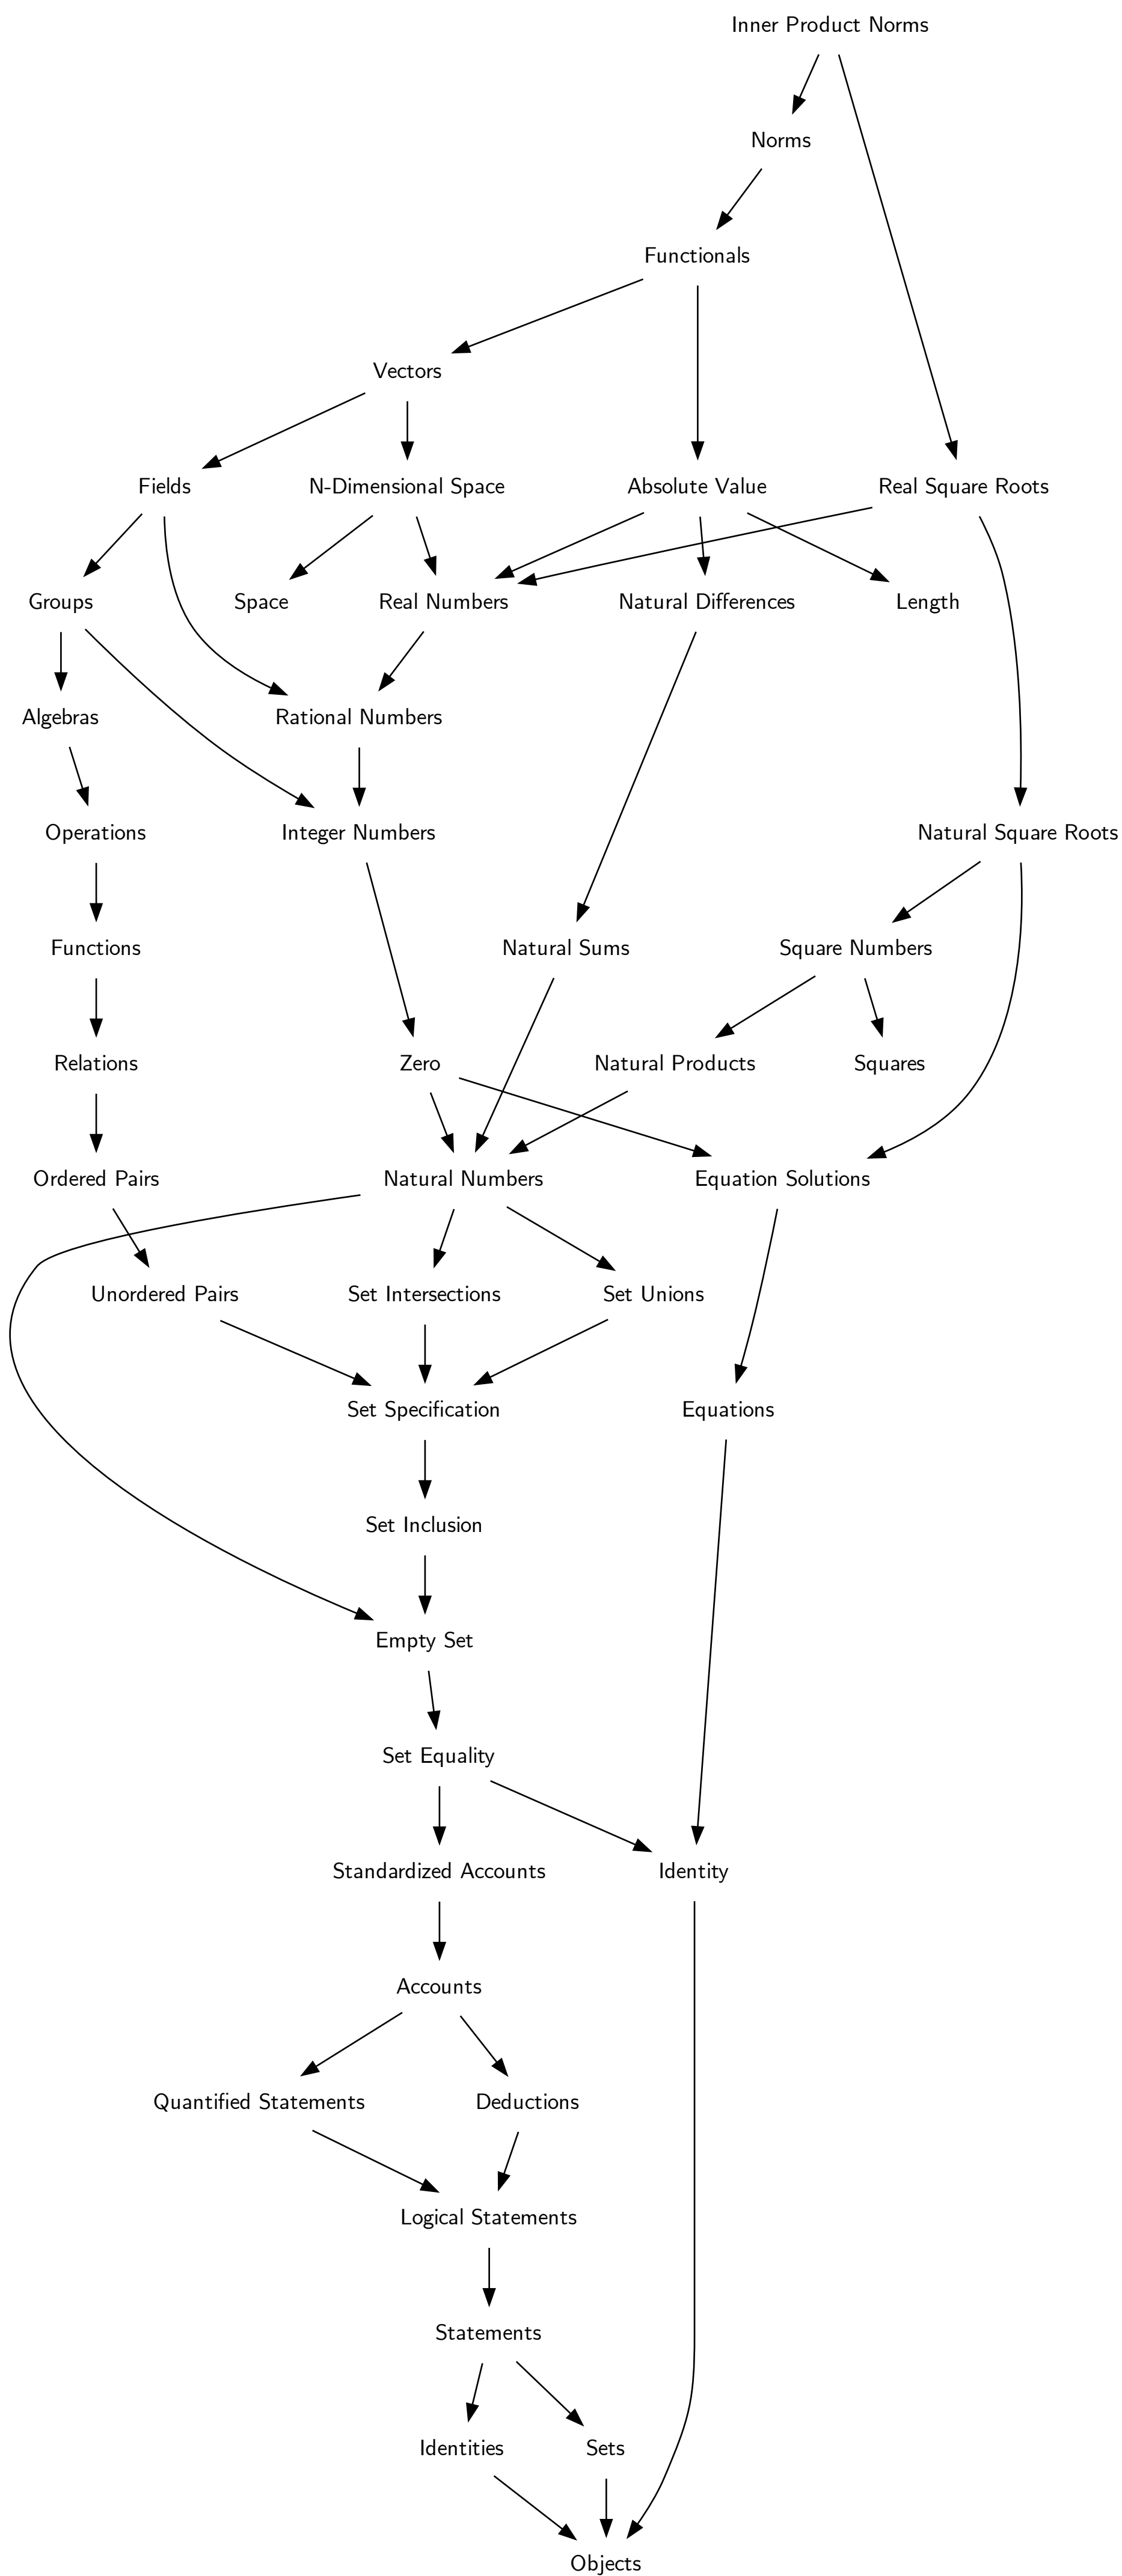 Inner Product Norms
Norms
Functionals
Vectors
Fields
N-Dimensional Space
Absolute Value
Real Square Roots
Groups
Space
Real Numbers
Natural Differences
Length
Algebras
Rational Numbers
Operations
Integer Numbers
Natural Square Roots
Functions
Natural Sums
Square Numbers
Relations
Zero
Natural Products
Squares
Ordered Pairs
Natural Numbers
Equation Solutions
Unordered Pairs
Set Intersections
Set Unions
Set Specification
Equations
Set Inclusion
Empty Set
Set Equality
Standardized Accounts
Identity
Accounts
Quantified Statements
Deductions
Logical Statements
Statements
Identities
Sets
Objects